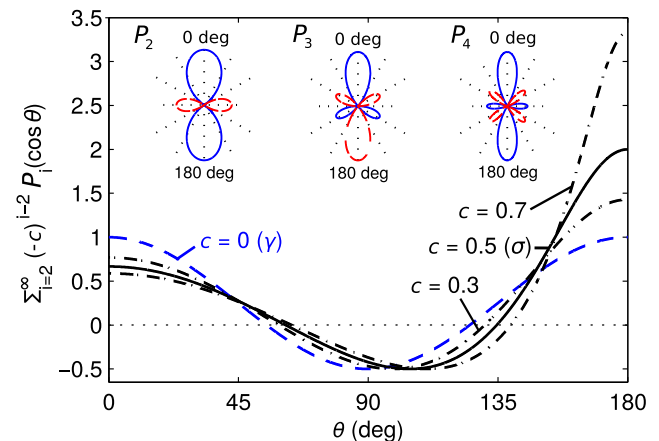 3.5
3
2.5
2
1.5
1
0.5
0
−0.5
0
45
90
135
180
θ (deg)
Σ∞i=2 (-c) i−2 Pi(cos θ)
P2
0 deg
180 deg
P3
0 deg
180 deg
P4
0 deg
180 deg
c = 0 (γ)
c = 0.7
c = 0.5 (σ)
c = 0.3